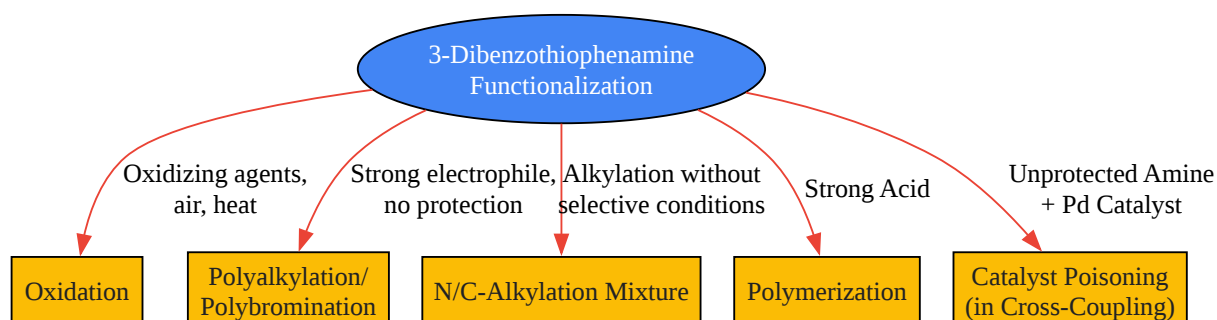 3-Dibenzothiophenamine
Functionalization
Oxidizing agents,
air, heat
Strong electrophile,
no protection
Alkylation without
selective conditions
Strong Acid
Unprotected Amine
+ Pd Catalyst
Oxidation
Polyalkylation/
Polybromination
N/C-Alkylation Mixture
Polymerization
Catalyst Poisoning
(in Cross-Coupling)